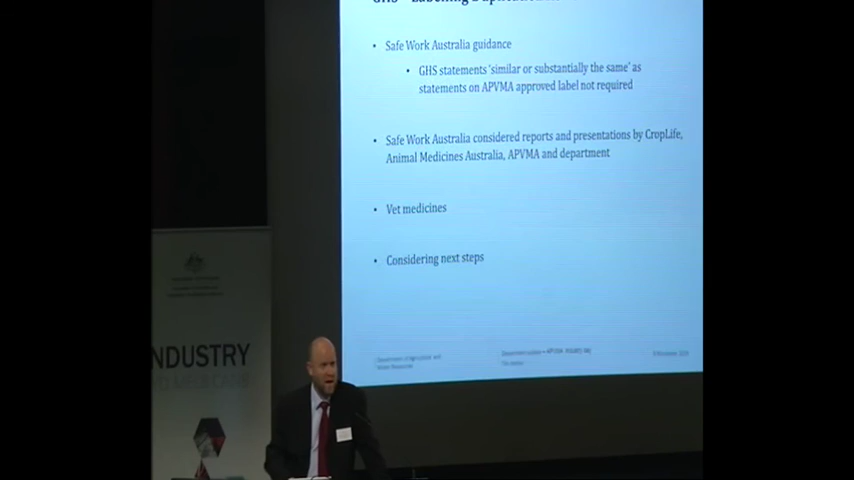 • Safe Work Australia guidance
• GHS statements 'similar or substantially the same' as
statements on APVMA approved label not required
• Safe Work Australia considered reports and presentations by CropLife,
Animal Medicines Australia, APVMA and department
• Vet medicines
• Considering next steps
NDUSTRY